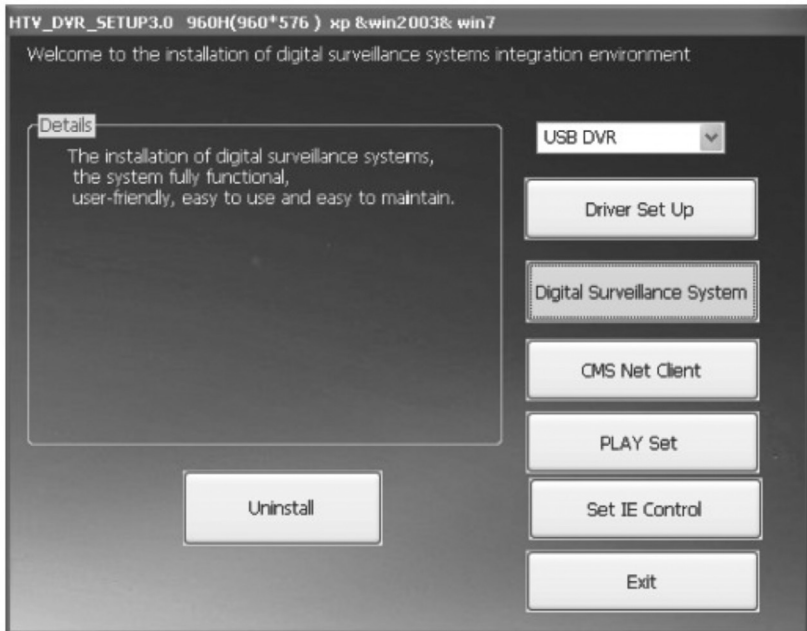 HTV_DVR_SETUP3.0 960H(960*576 ) xp &win2003& win7
Welcome to the installation of digital surveillance systems integration environment
Details
The installation of digital surveillance systems,
the system fully functional,
user-friendly, easy to use and easy to maintain.
USB DVR
Driver Set Up
Digital Surveillance System
CMS Net Client
PLAY Set
Uninstall
Set IE Control
Exit